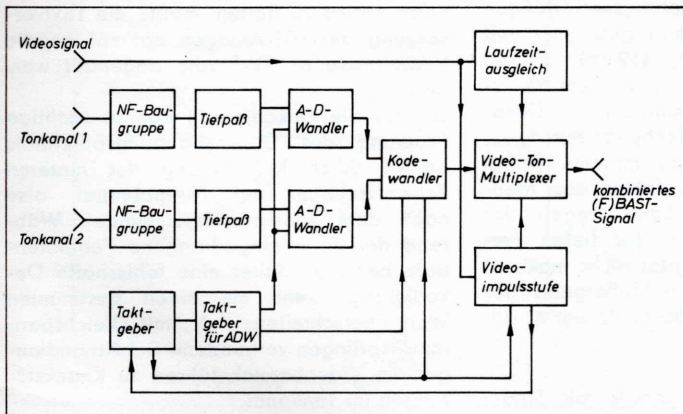 Videosignal
Laufzeit-
ausgleich
Tonkanal 1
NF-Bau-
gruppe
Tiefpaß
A-D-
Wandler
Kode-
wandler
Video-Ton-
Multiplexer
kombiniertes
(F)BAST-
Signal
Tonkanal 2
NF-Bau-
gruppe
Tiefpaß
A-D-
Wandler
Takt-
geber
Takt-
geber
für ADW
Video-
impulsstufe